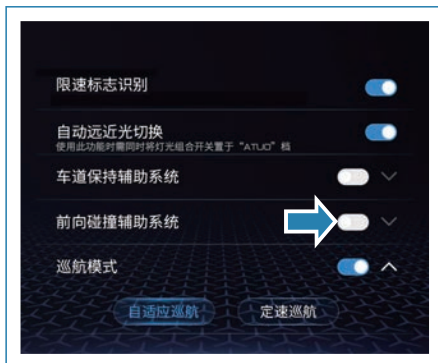 限速标志识别
自动远近光切换
使用此功能时需同时将灯光组合开关置于“ATUO”档
车道保持辅助系统
前向碰撞辅助系统
巡航模式
自适应巡航 定速巡航